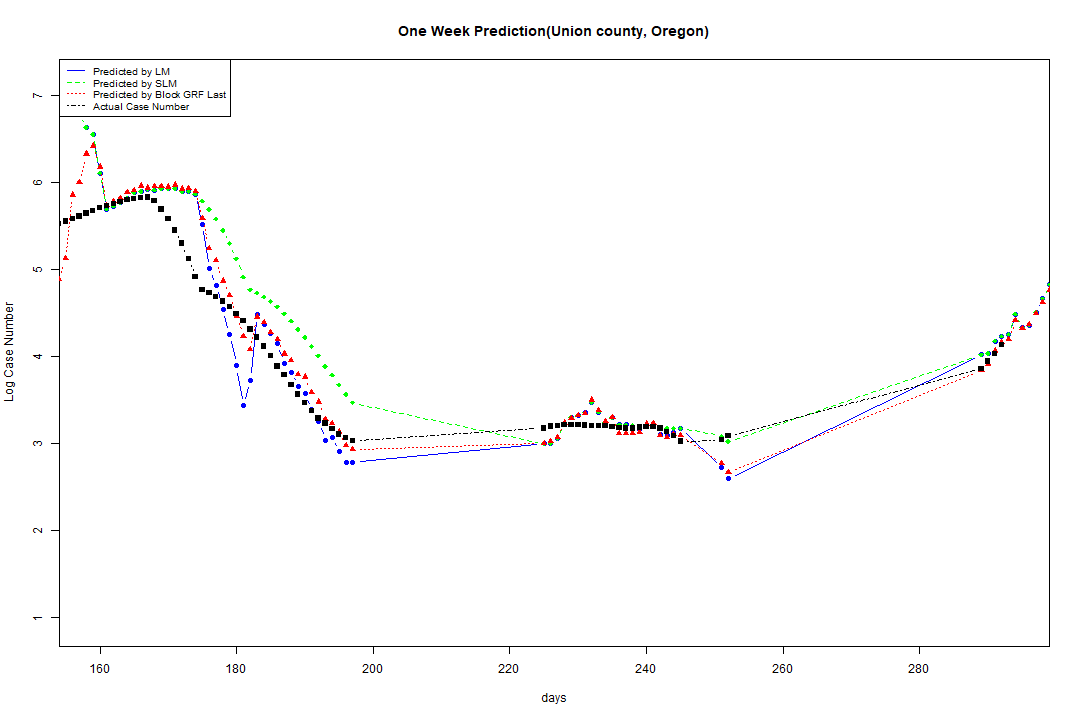 One Week Prediction(Union county, Oregon)
Predicted by LM
Predicted by SLM
Predicted by Block GRF Last
Actual Case Number
7
6
5
4
3
2
1
Log Case Number
160 180 200 220 240 260 280
days